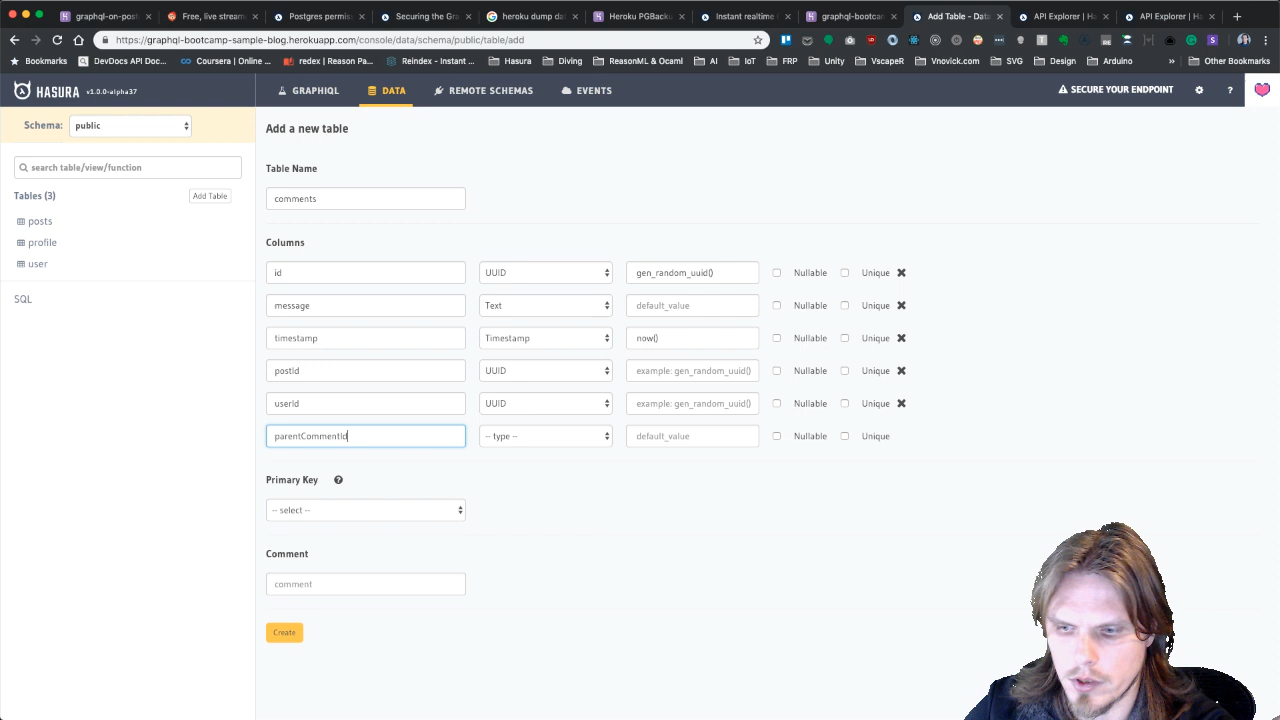 graphql-on-post
Free, live stream
Postgres permiss
Securing the Gra
heroku dump dat
Heroku PGBacku
Instant realtime
graphql-bootcam
Add Table - Data
API Explorer | Ha
API Explorer | Ha
https://graphql-bootcamp-sample-blog.herokuapp.com/console/data/schema/public/table/add
Bookmarks
DevDocs API Doc...
Coursera | Online ...
redex | Reason Pa...
Reindex - Instant ...
Hasura
Diving
ReasonML & Ocaml
AI
IoT
FRP
Unity
VscapeR
Vnovick.com
SVG
Design
Arduino
»
Other Bookmarks
HASURA v1.0.0-alpha37
GRAPHIQL
DATA
REMOTE SCHEMAS
EVENTS
SECURE YOUR ENDPOINT
?
Schema: public
search table/view/function
Tables (3) Add Table
posts
profile
user
SQL
Add a new table
Table Name
comments
Columns
id UUID gen_random_uuid() Nullable Unique
message Text default_value Nullable Unique
timestamp Timestamp now() Nullable Unique
postId UUID example: gen_random_uuid() Nullable Unique
userId UUID example: gen_random_uuid() Nullable Unique
parentCommentId -- type -- default_value Nullable Unique
Primary Key ?
-- select --
Comment
comment
Create